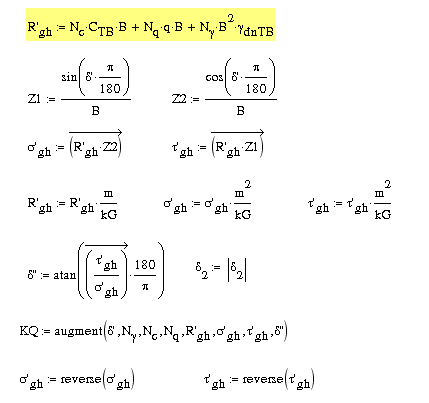 R'gh := Nc·CTB·B + Nq·q·B + Nγ·B²·γdnTB
Z1 := sin(δ'·π/180)/B    Z2 := cos(δ'·π/180)/B
σ'gh := (R'gh·Z2)    τ'gh := (R'gh·Z1)
R'gh := R'gh·m/kG    σ'gh := σ'gh·m²/kG    τ'gh := τ'gh·m²/kG
δ'' := atan((τ'gh/σ'gh)·180/π)    δ2 := |δ2|
KQ := augment(δ',Nγ,Nc,Nq,R'gh,σ'gh,τ'gh,δ'')
σ'gh := reverse(σ'gh)    τ'gh := reverse(τ'gh)